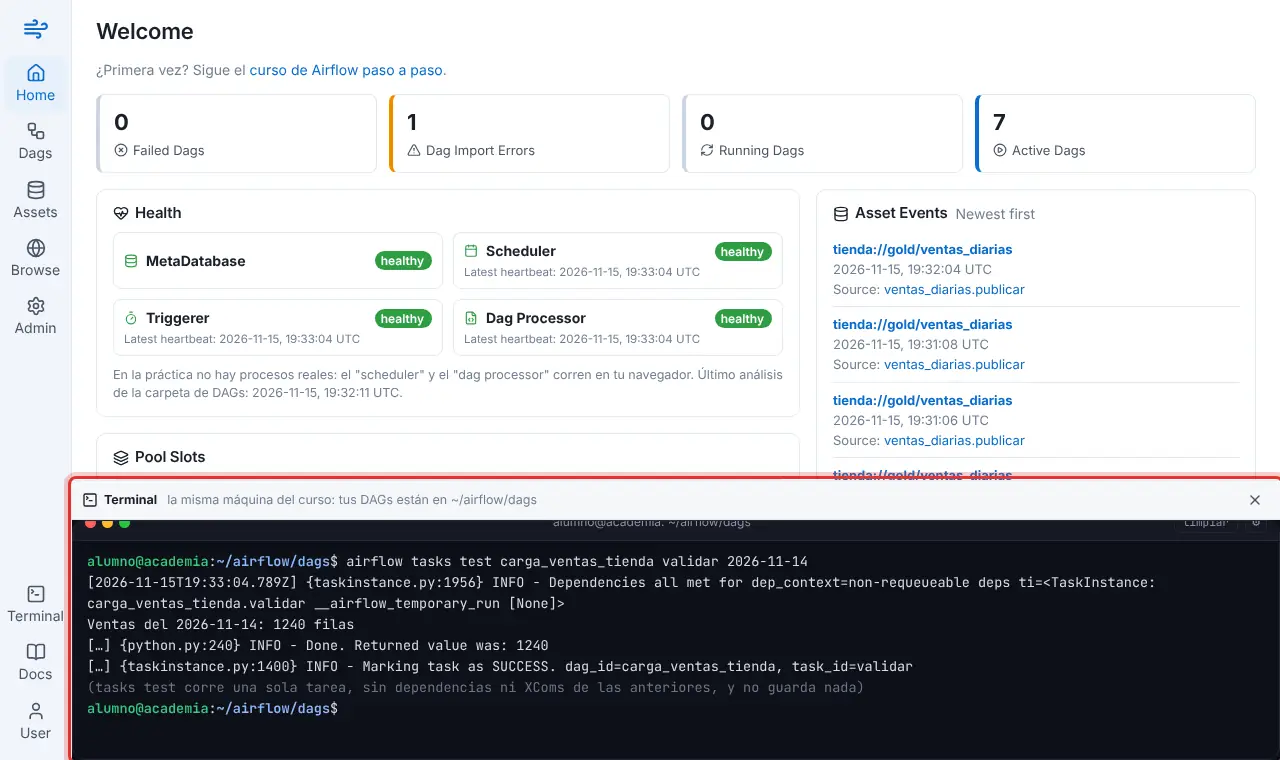 Welcome
¿Primera vez? Sigue el curso de Airflow paso a paso.
Home
Dags
Assets
Browse
Admin
Terminal
Docs
User
0
Failed Dags
1
Dag Import Errors
0
Running Dags
7
Active Dags
Health
MetaDatabase
healthy
Scheduler
healthy
Latest heartbeat: 2026-11-15, 19:33:04 UTC
Triggerer
healthy
Latest heartbeat: 2026-11-15, 19:33:04 UTC
Dag Processor
healthy
Latest heartbeat: 2026-11-15, 19:33:04 UTC
En la práctica no hay procesos reales: el "scheduler" y el "dag processor" corren en tu navegador. Último análisis
de la carpeta de DAGs: 2026-11-15, 19:32:11 UTC.
Pool Slots
Asset Events Newest first
tienda://gold/ventas_diarias
2026-11-15, 19:32:04 UTC
Source: ventas_diarias.publicar
tienda://gold/ventas_diarias
2026-11-15, 19:31:08 UTC
Source: ventas_diarias.publicar
tienda://gold/ventas_diarias
2026-11-15, 19:31:06 UTC
Source: ventas_diarias.publicar
tienda://gold/ventas_diarias
Terminal la misma máquina del curso: tus DAGs están en ~/airflow/dags
alumno@academia: ~/airflow/dags
limpiar
alumno@academia:~/airflow/dags$ airflow tasks test carga_ventas_tienda validar 2026-11-14
[2026-11-15T19:33:04.789Z] {taskinstance.py:1956} INFO - Dependencies all met for dep_context=non-requeueable deps ti=<TaskInstance:
carga_ventas_tienda.validar __airflow_temporary_run [None]>
Ventas del 2026-11-14: 1240 filas
[…] {python.py:240} INFO - Done. Returned value was: 1240
[…] {taskinstance.py:1400} INFO - Marking task as SUCCESS. dag_id=carga_ventas_tienda, task_id=validar
(tasks test corre una sola tarea, sin dependencias ni XComs de las anteriores, y no guarda nada)
alumno@academia:~/airflow/dags$